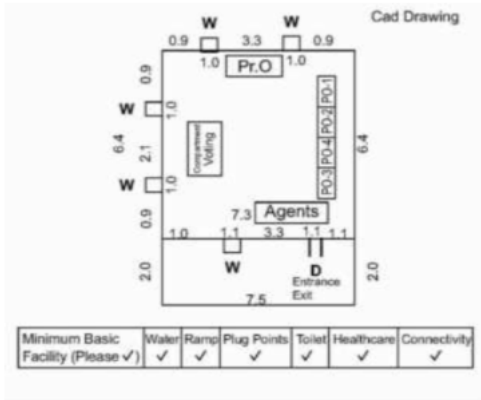 Cad Drawing
W W
0.9 3.3 0.9
1.0 1.0
Pr.O
0.9
W
1.0
PO-1
PO-2
PO-4
PO-3
6.4
2.1
Compartment
Voting
6.4
W
1.0
0.9
7.3
Agents
1.0 1.1 3.3 1.1 1.1
W D
2.0
Entrance
Exit
2.0
7.5
Minimum Basic Facility (Please ✓) Water Ramp Plug Points Toilet Healthcare Connectivity
✓ ✓ ✓ ✓ ✓ ✓